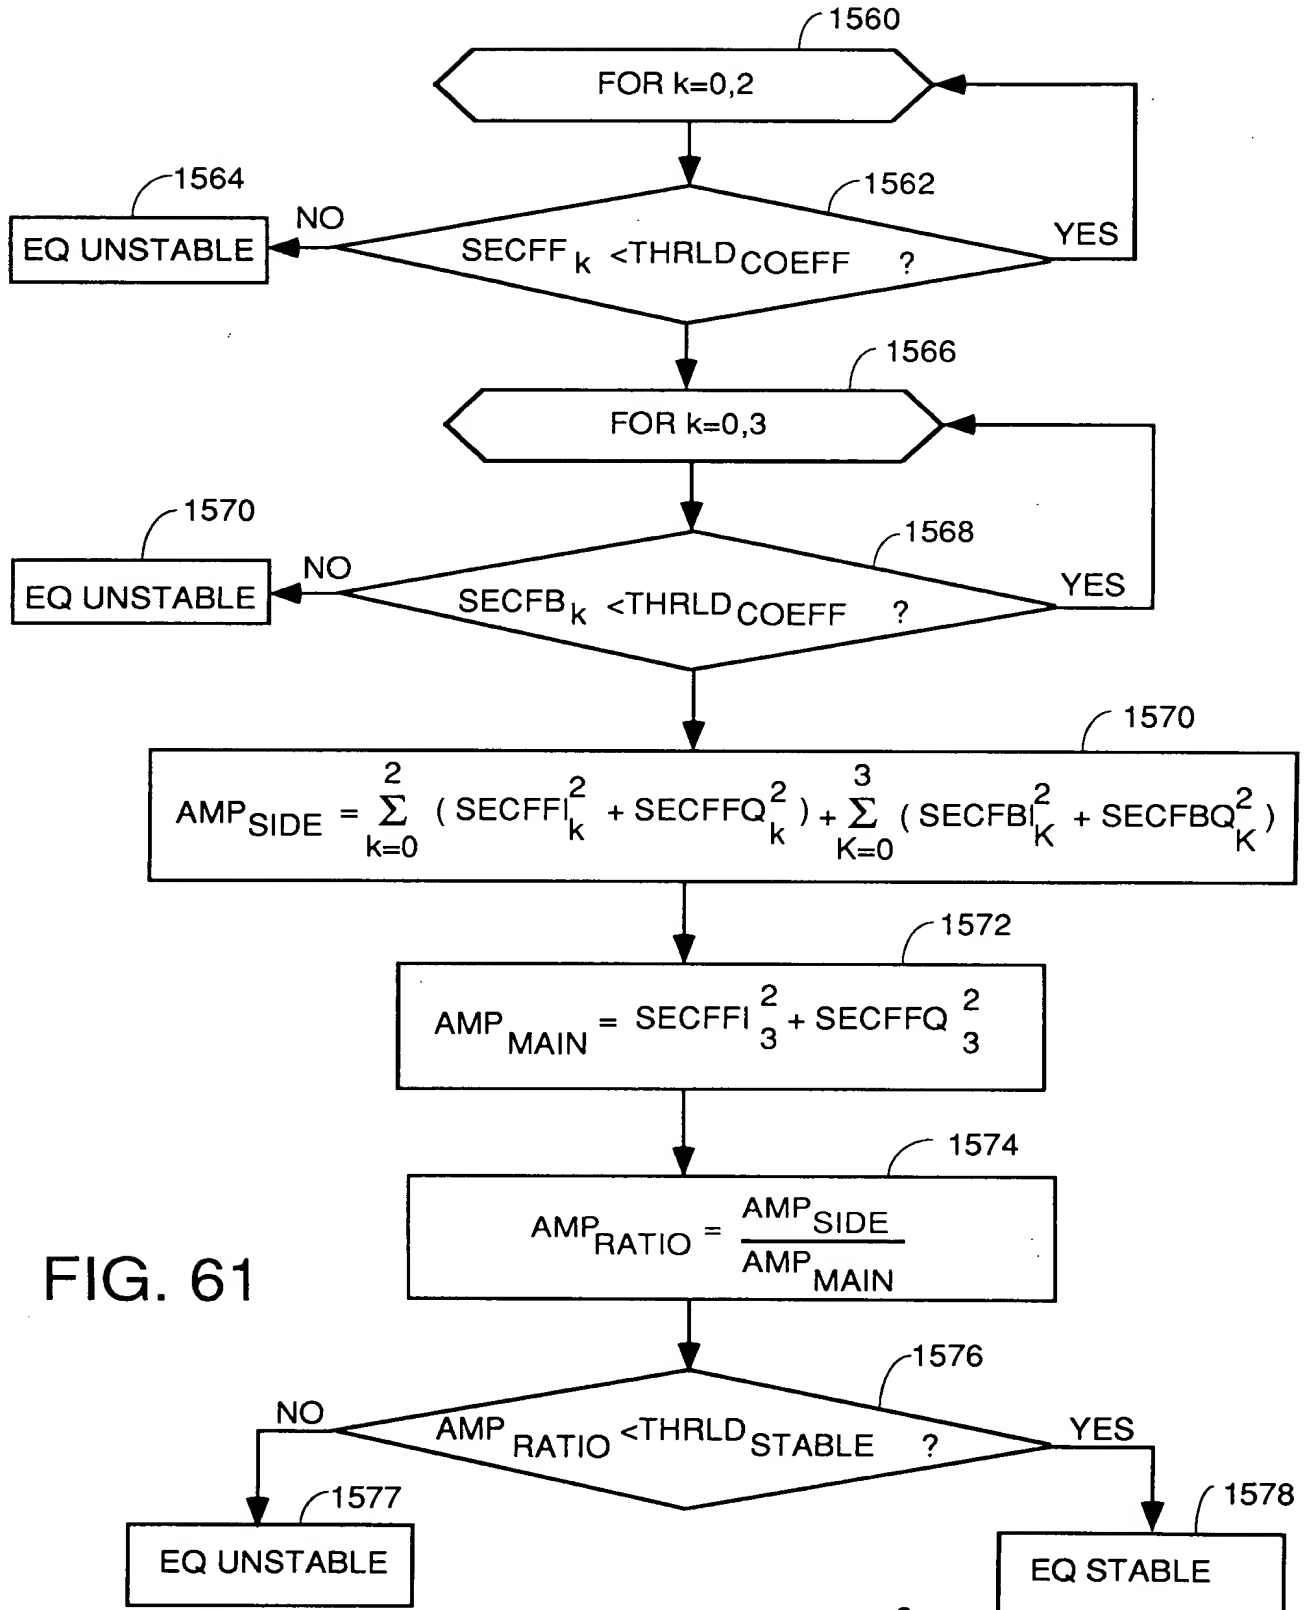 1560
FOR k=0,2
1564
1562
NO
YES
EQ UNSTABLE
SECFF k <THRLD COEFF ?
1566
FOR k=0,3
1570
1568
NO
YES
EQ UNSTABLE
SECFB k <THRLD COEFF ?
1570
AMP SIDE = Σ 2 k=0 ( SECFFI 2 k + SECFFQ 2 k ) + Σ 3 K=0 ( SECFBI 2 K + SECFBQ 2 K )
1572
AMP MAIN = SECFFI 2 3 + SECFFQ 2 3
1574
AMP RATIO = AMP SIDE
AMP MAIN
FIG. 61
1576
NO
YES
AMP RATIO <THRLD STABLE ?
1577
1578
EQ UNSTABLE
EQ STABLE